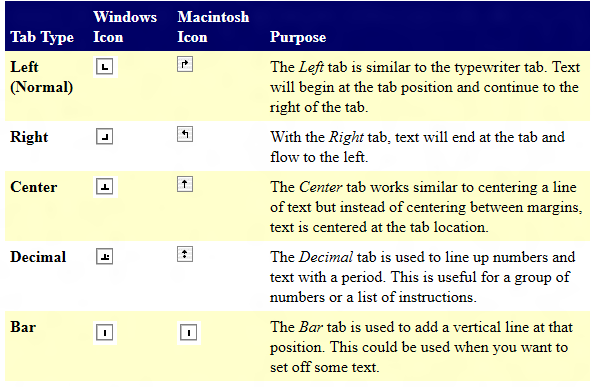 Tab Type Windows Icon Macintosh Icon Purpose
Left (Normal) The Left tab is similar to the typewriter tab. Text
will begin at the tab position and continue to the
right of the tab.
Right With the Right tab, text will end at the tab and
flow to the left.
Center The Center tab works similar to centering a line
of text but instead of centering between margins,
text is centered at the tab location.
Decimal The Decimal tab is used to line up numbers and
text with a period. This is useful for a group of
numbers or a list of instructions.
Bar The Bar tab is used to add a vertical line at that
position. This could be used when you want to
set off some text.